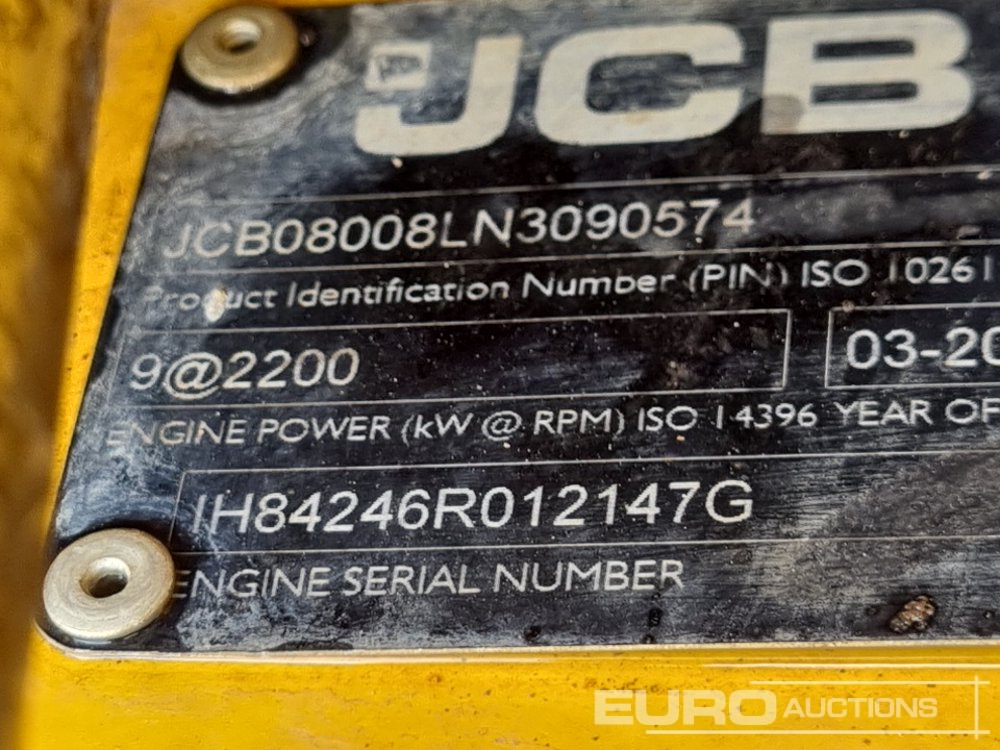 JCB
JCB08008LN3090574
Product Identification Number (PIN) ISO 10261
9@2200 03-20
ENGINE POWER (kW @ RPM) ISO 14396 YEAR OF
IH84246R012147G
ENGINE SERIAL NUMBER
EURO AUCTIONS